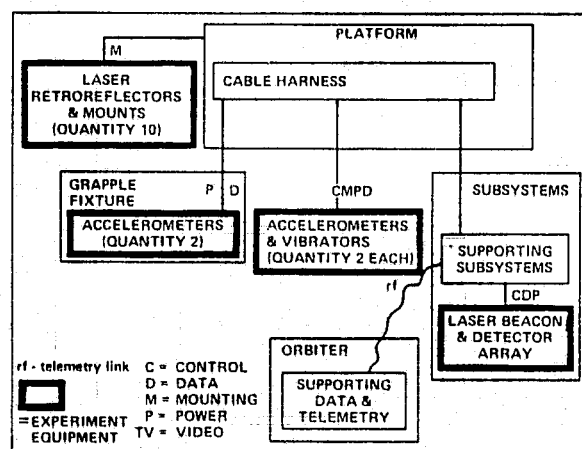 PLATFORM
M
CABLE HARNESS
LASER
RETROREFLECTORS
& MOUNTS
(QUANTITY 10)
GRAPPLE
FIXTURE
P D
CMPD
SUBSYSTEMS
ACCELEROMETERS
(QUANTITY 2)
ACCELEROMETERS
& VIBRATORS
(QUANTITY 2 EACH)
SUPPORTING
SUBSYSTEMS
rf
CDP
LASER BEACON
& DETECTOR
ARRAY
ORBITER
SUPPORTING
DATA &
TELEMETRY
rf - telemetry link
=EXPERIMENT
EQUIPMENT
C = CONTROL
D = DATA
M = MOUNTING
P = POWER
TV = VIDEO